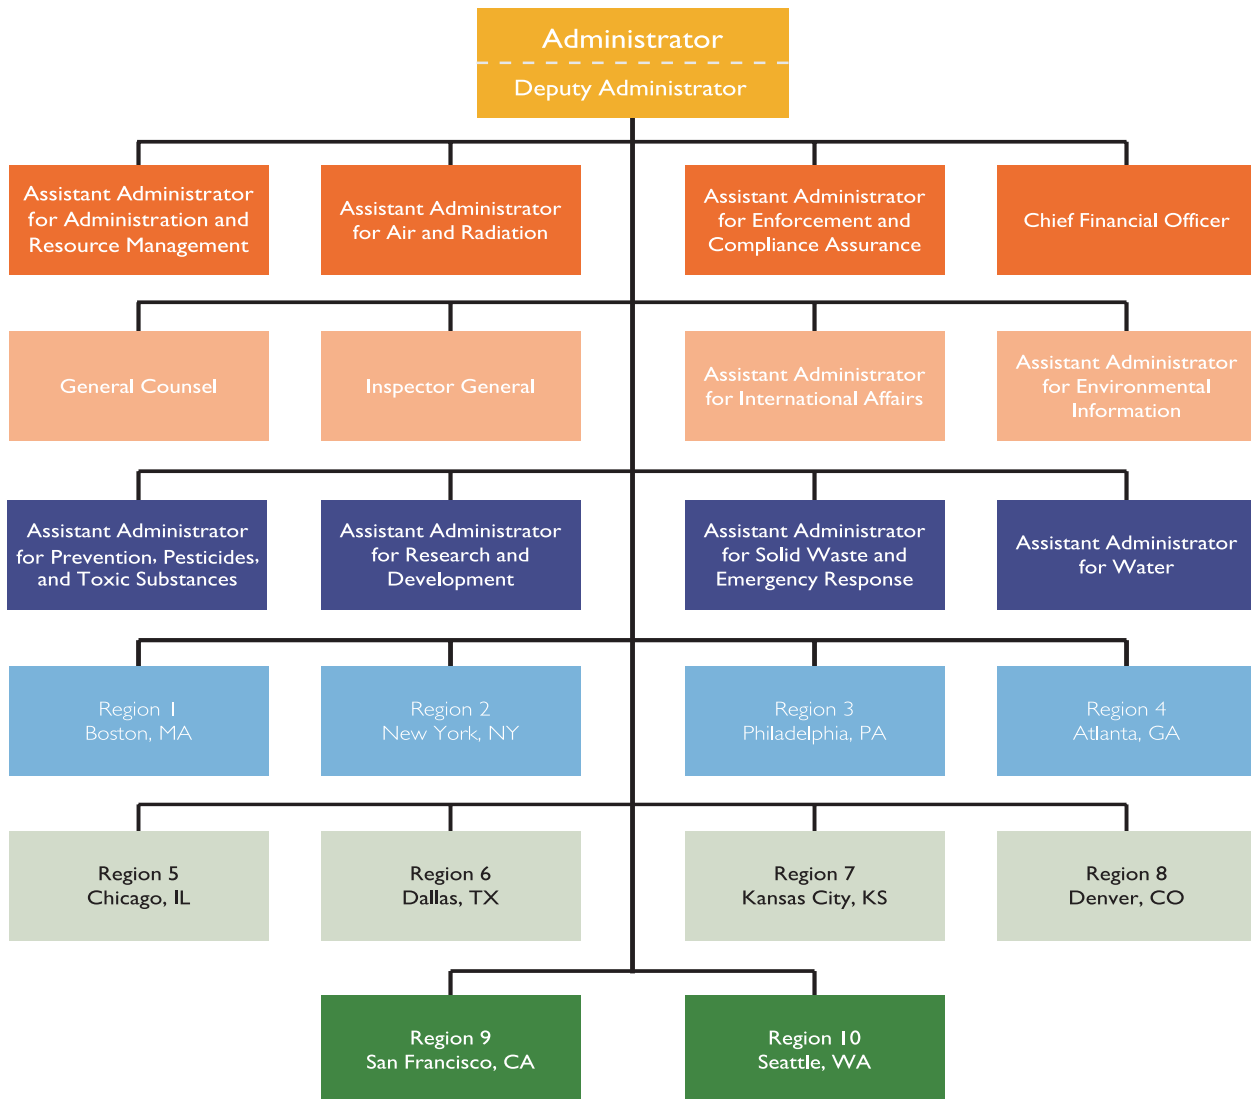 Administrator
Deputy Administrator
Assistant Administrator
for Administration and
Resource Management
Assistant Administrator
for Air and Radiation
Assistant Administrator
for Enforcement and
Compliance Assurance
Chief Financial Officer
General Counsel
Inspector General
Assistant Administrator
for International Affairs
Assistant Administrator
for Environmental
Information
Assistant Administrator
for Prevention, Pesticides,
and Toxic Substances
Assistant Administrator
for Research and
Development
Assistant Administrator
for Solid Waste and
Emergency Response
Assistant Administrator
for Water
Region 1
Boston, MA
Region 2
New York, NY
Region 3
Philadelphia, PA
Region 4
Atlanta, GA
Region 5
Chicago, IL
Region 6
Dallas, TX
Region 7
Kansas City, KS
Region 8
Denver, CO
Region 9
San Francisco, CA
Region 10
Seattle, WA